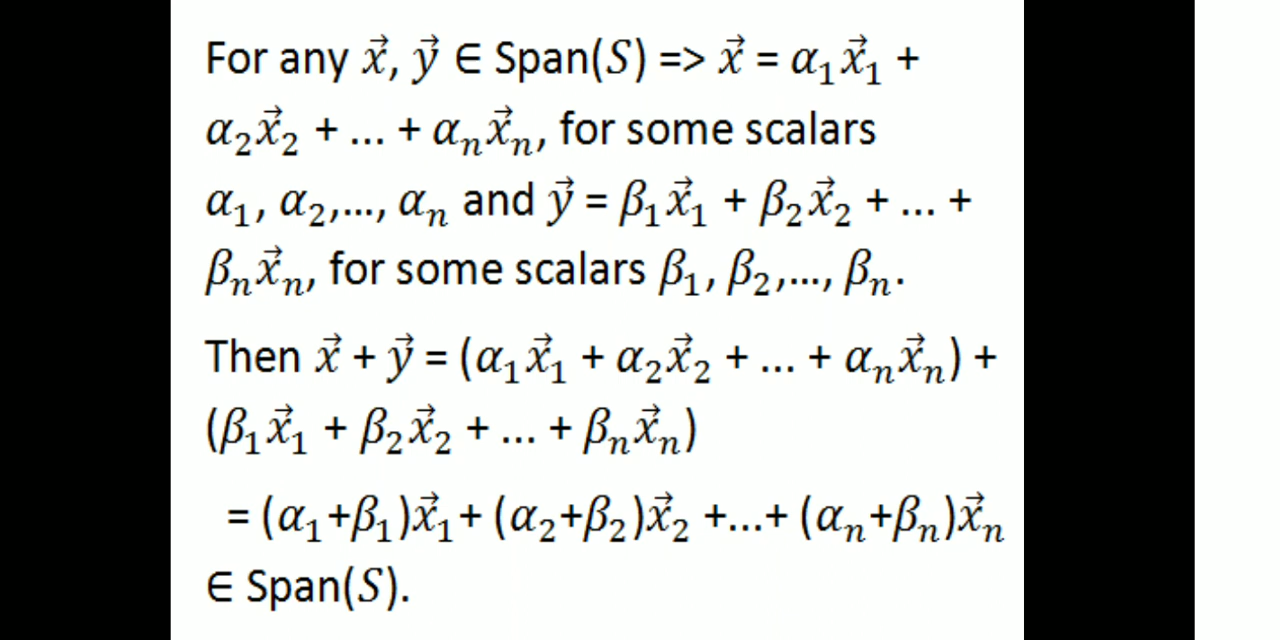 For any x⃗, y⃗ ∈ Span(S) => x⃗ = α₁x⃗₁ +
α₂x⃗₂ + ... + αₙx⃗ₙ, for some scalars
α₁, α₂,..., αₙ and y⃗ = β₁x⃗₁ + β₂x⃗₂ + ... +
βₙx⃗ₙ, for some scalars β₁, β₂,..., βₙ.
Then x⃗ + y⃗ = (α₁x⃗₁ + α₂x⃗₂ + ... + αₙx⃗ₙ) +
(β₁x⃗₁ + β₂x⃗₂ + ... + βₙx⃗ₙ)
= (α₁+β₁)x⃗₁+ (α₂+β₂)x⃗₂ +...+ (αₙ+βₙ)x⃗ₙ
∈ Span(S).